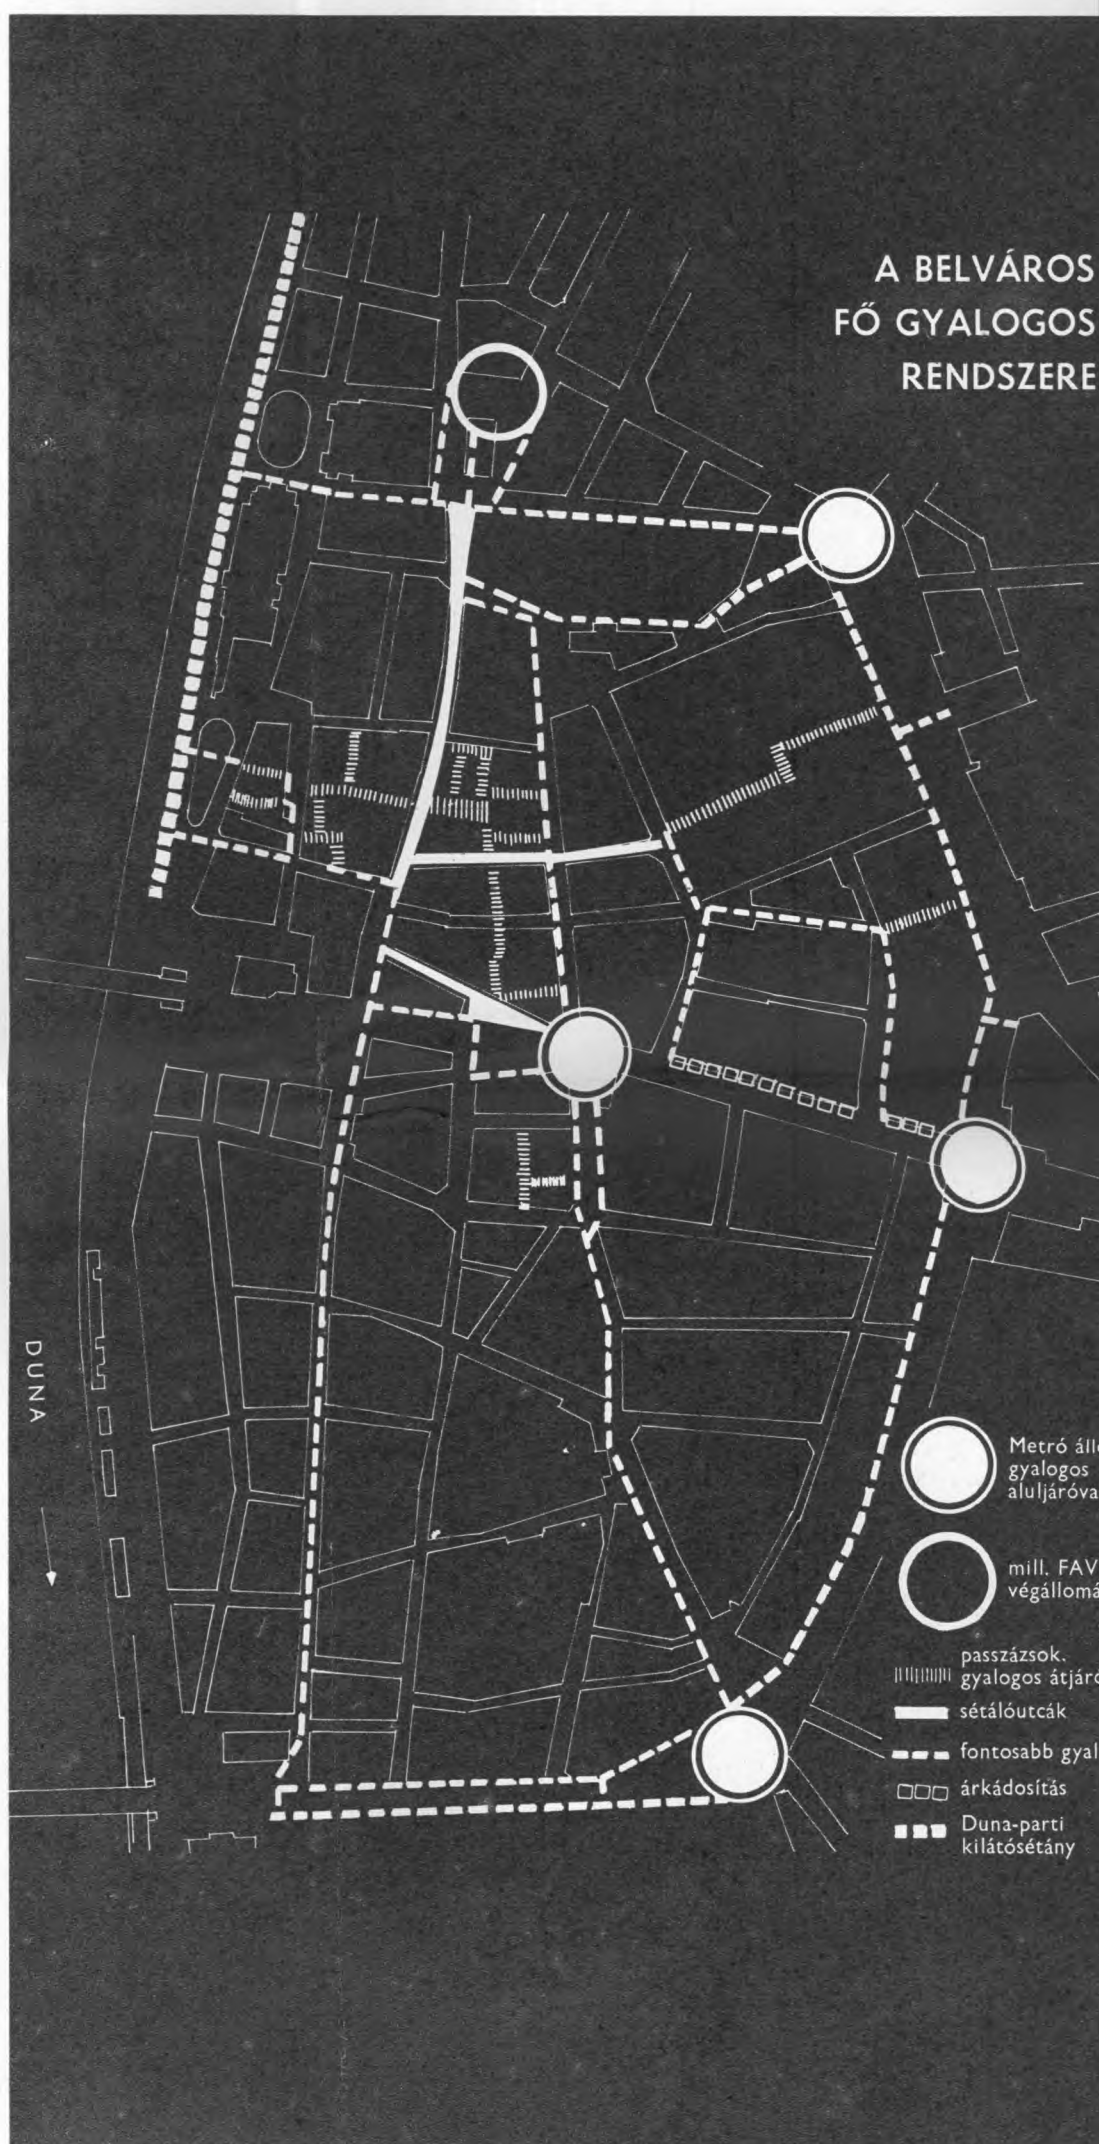 A BELVÁROS
FŐ GYALOGOS
RENDSZERE
DUNA
Metró áll
gyalogos
aluljáróva
mill. FAV
végállomá
passzázsok.
gyalogos átjáró
sétálóutcák
fontosabb gyal
árkádosítás
Duna-parti
kilátósétány